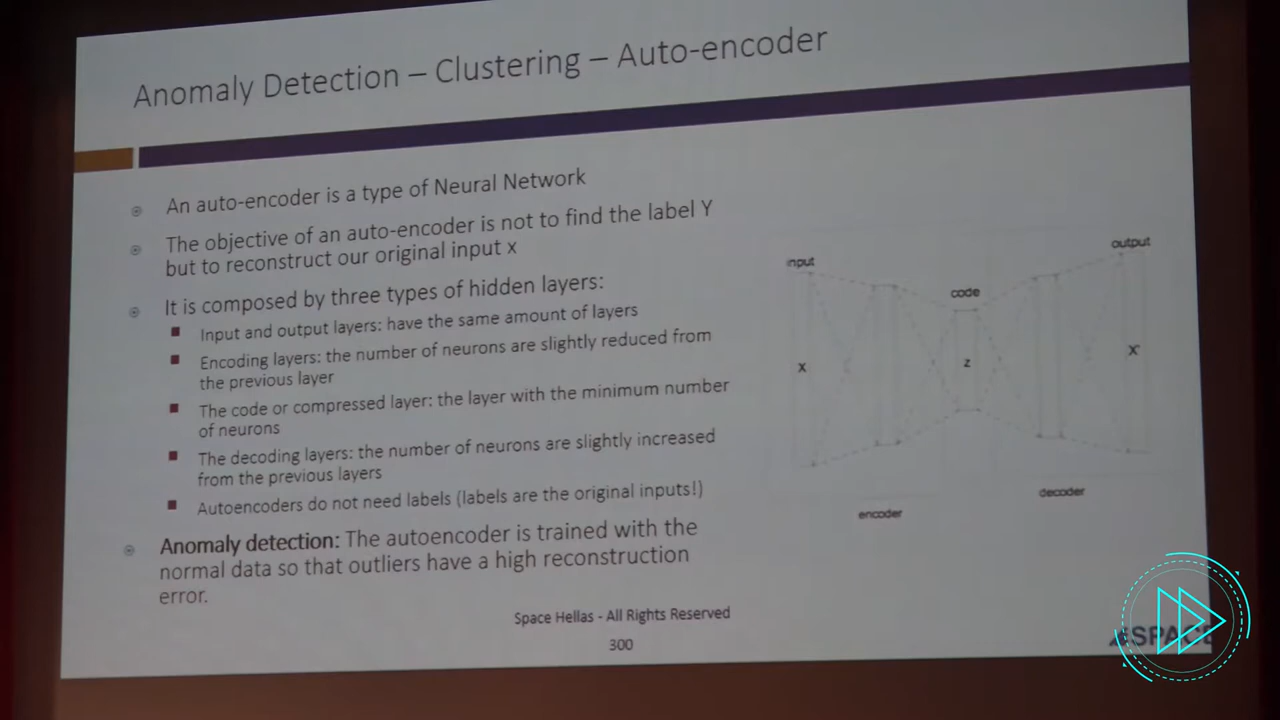 Anomaly Detection – Clustering – Auto-encoder
An auto-encoder is a type of Neural Network
The objective of an auto-encoder is not to find the label Y
but to reconstruct our original input x
It is composed by three types of hidden layers:
Input and output layers: have the same amount of layers
Encoding layers: the number of neurons are slightly reduced from
the previous layer
The code or compressed layer: the layer with the minimum number
of neurons
The decoding layers: the number of neurons are slightly increased
from the previous layers
Autoencoders do not need labels (labels are the original inputs!)
Anomaly detection: The autoencoder is trained with the
normal data so that outliers have a high reconstruction
error.
input
code
output
x
z
x'
encoder
decoder
Space Hellas - All Rights Reserved
300
SPACE